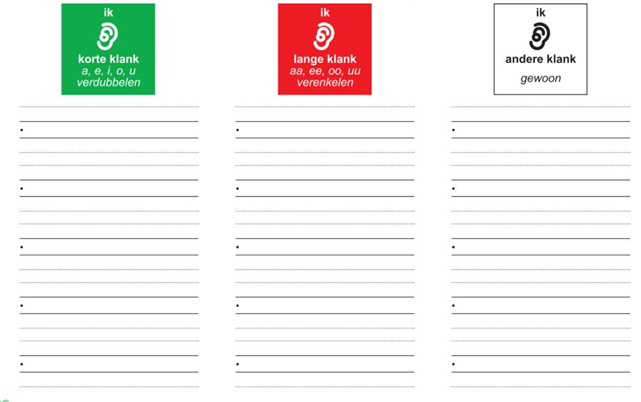 ik
korte klank
a, e, i, o, u
verdubbelen
ik
lange klank
aa, ee, oo, uu
verenkelen
ik
andere klank
gewoon